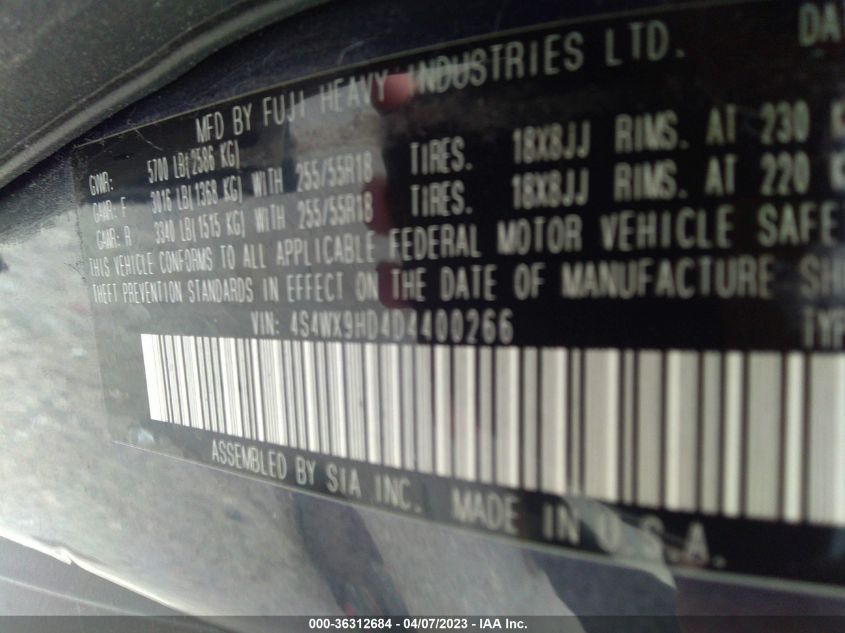 MFD BY FUJI HEAVY INDUSTRIES LTD. DA
GVWR: 5700 LB(2586 KG)
GAWR: F 3016 LB(1368 KG) WITH 255/55R18 TIRES. 18X8JJ RIMS. AT 230 K
GAWR: R 3340 LB(1515 KG) WITH 255/55R18 TIRES. 18X8JJ RIMS. AT 220 K
THIS VEHICLE CONFORMS TO ALL APPLICABLE FEDERAL MOTOR VEHICLE SAFE
THEFT PREVENTION STANDARDS IN EFFECT ON THE DATE OF MANUFACTURE SH
VIN: 4S4WX9HD4D4400266 TYP
ASSEMBLED BY SIA INC. MADE IN U.S.A.
000-36312684 - 04/07/2023 - IAA Inc.